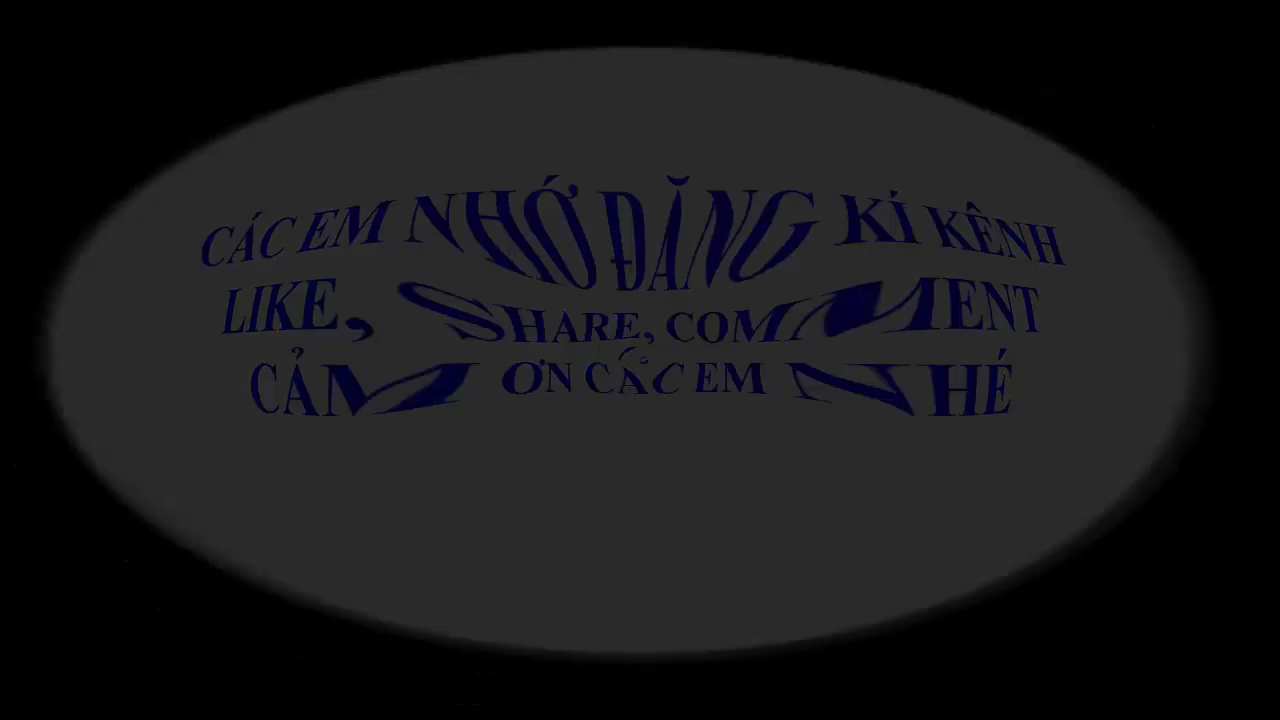 CÁC EM NHỚ ĐĂNG KÍ KÊNH
LIKE, SHARE, COMMENT
CẢM ƠN CÁC EM NHÉ